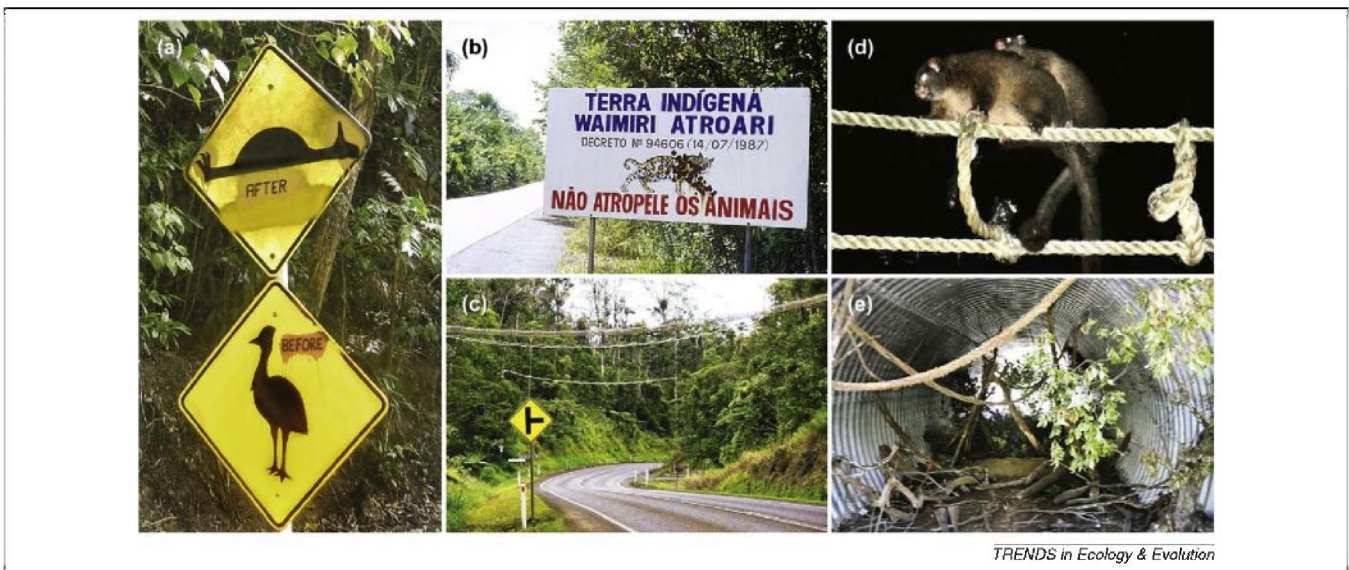 (a)
AFTER
BEFORE
(b)
TERRA INDÍGENA
WAIMIRI ATROARI
DECRETO Nº 94606 (14/07/1987)
NÃO ATROPELE OS ANIMAIS
(c)
(d)
(e)
TRENDS in Ecology & Evolution